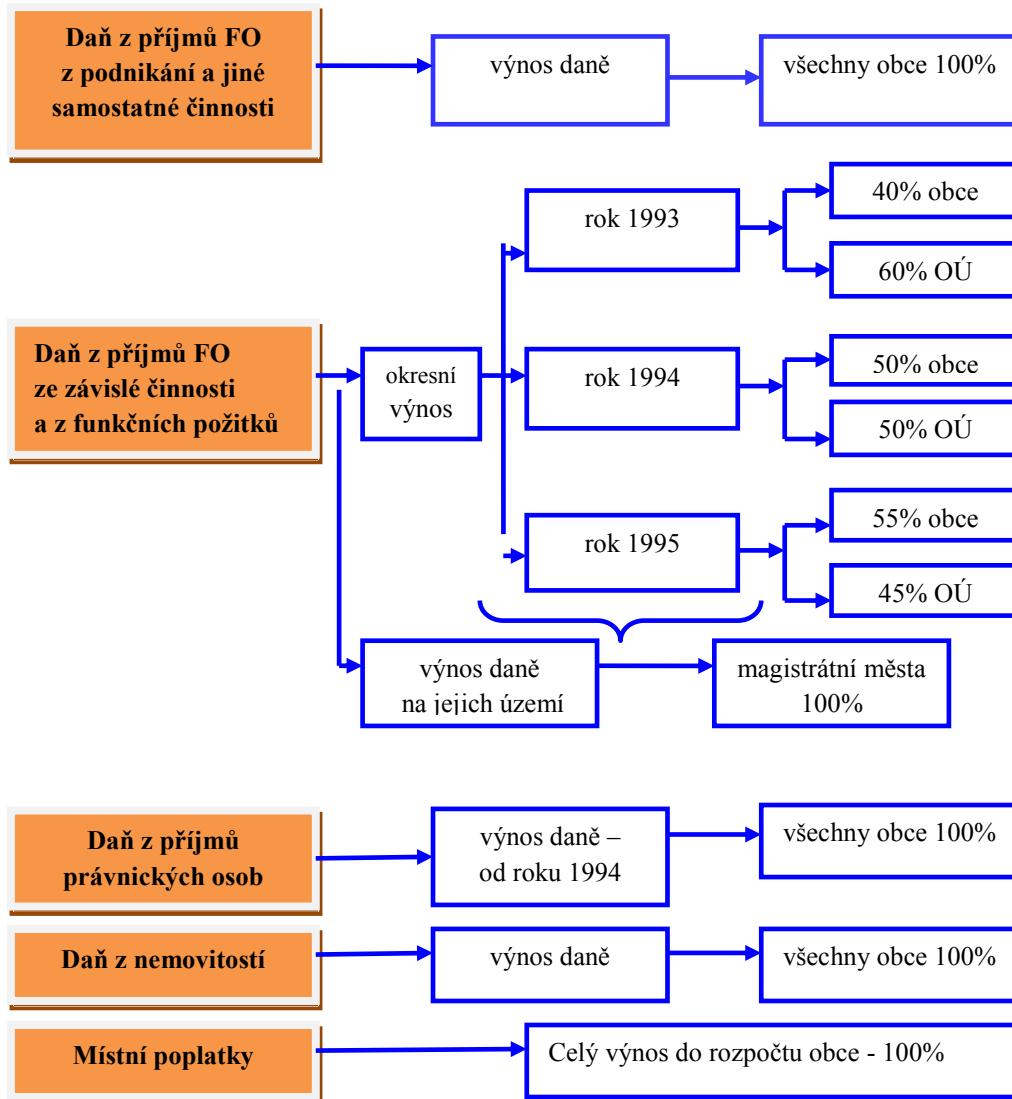 Daň z příjmů FO
z podnikání a jiné
samostatné činnosti
výnos daně
všechny obce 100%
Daň z příjmů FO
ze závislé činnosti
a z funkčních požitků
okresní
výnos
rok 1993
40% obce
60% OÚ
rok 1994
50% obce
50% OÚ
rok 1995
55% obce
45% OÚ
výnos daně
na jejich území
magistrátní města
100%
Daň z příjmů
právnických osob
výnos daně –
od roku 1994
všechny obce 100%
Daň z nemovitostí
výnos daně
všechny obce 100%
Místní poplatky
Celý výnos do rozpočtu obce - 100%